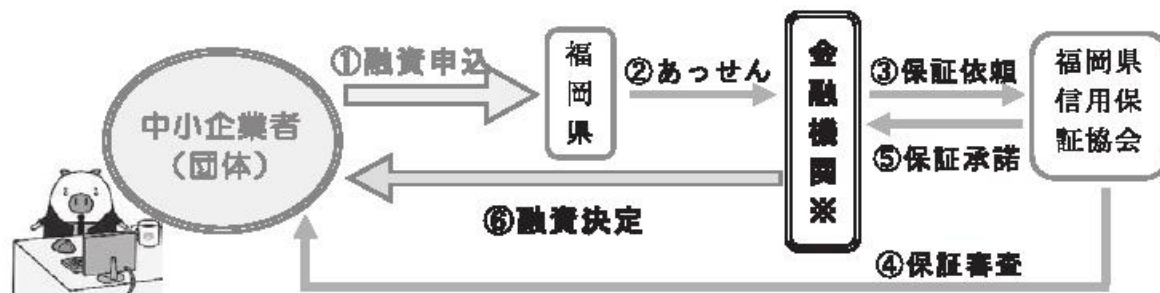 ①融資申込
福岡県
②あっせん
金融機関※
③保証依頼
福岡県
信用保
証協会
中小企業者
(団体)
⑤保証承諾
⑥融資決定
④保証審査